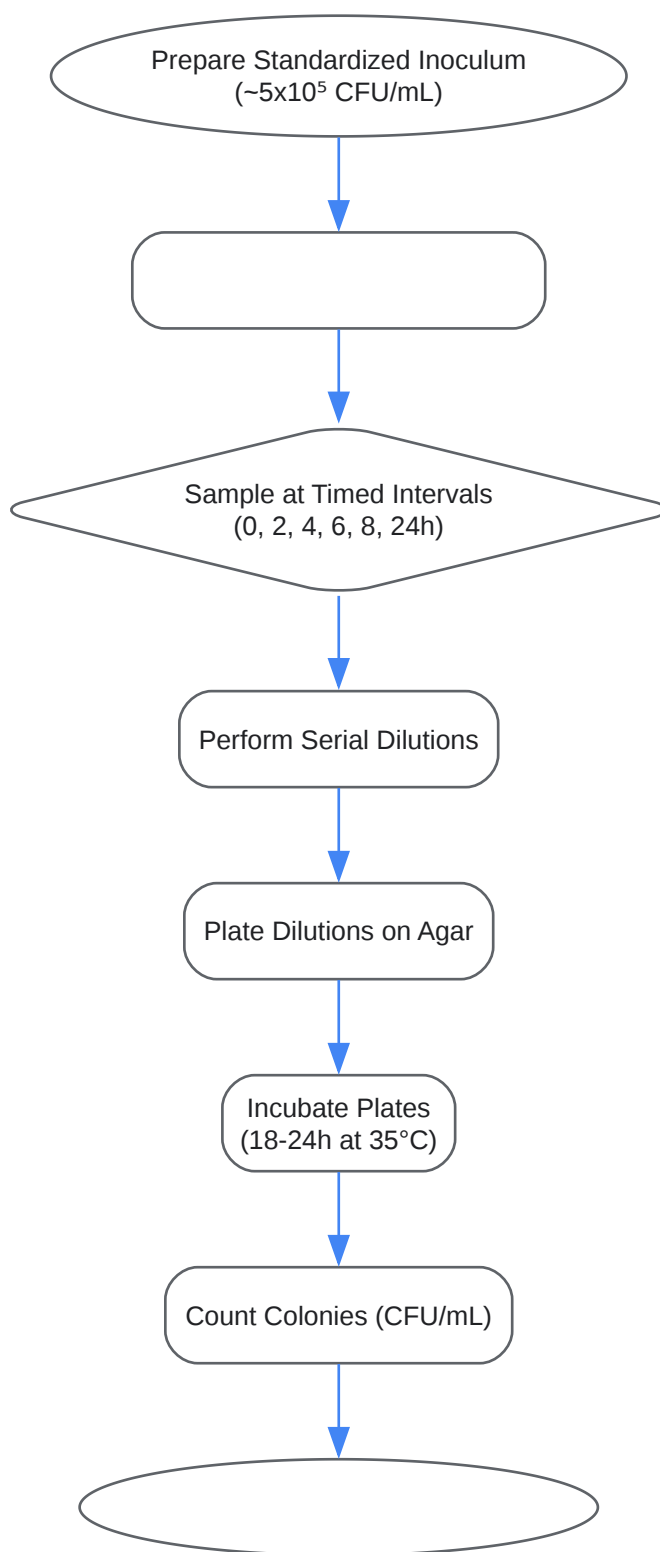 Prepare Standardized Inoculum
(~5x10⁵ CFU/mL)
Sample at Timed Intervals
(0, 2, 4, 6, 8, 24h)
Perform Serial Dilutions
Plate Dilutions on Agar
Incubate Plates
(18-24h at 35°C)
Count Colonies (CFU/mL)